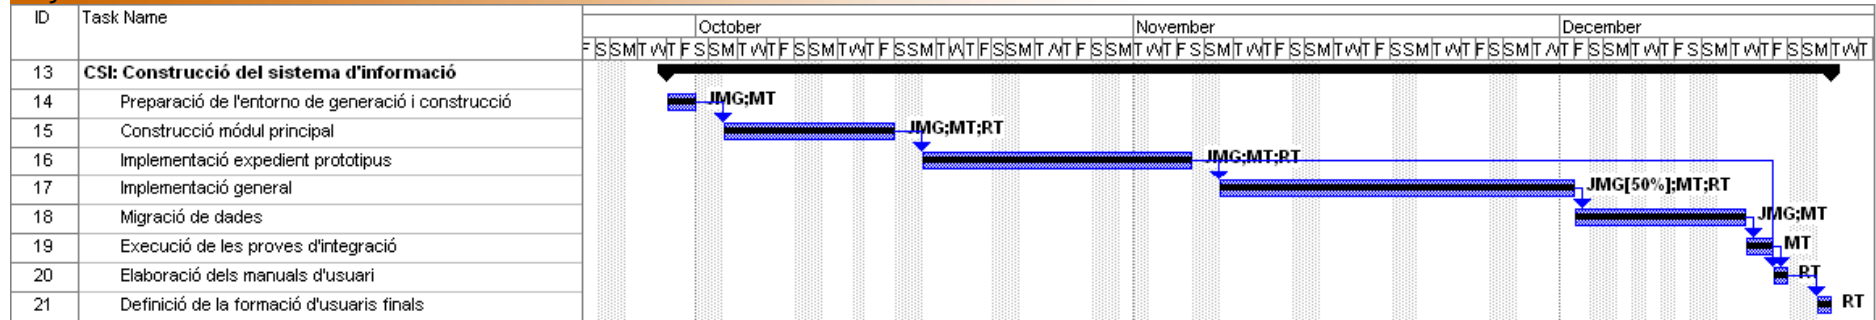 ID Task Name
October November December
13 CSI: Construcció del sistema d'informació
14 Preparació de l'entorno de generació i construcció JMG;MT
15 Construcció mòdul principal JMG;MT;RT
16 Implementació expedient prototipus JMG;MT;RT
17 Implementació general JMG[50%];MT;RT
18 Migració de dades JMG;MT
19 Execució de les proves d'integració MT
20 Elaboració dels manuals d'usuari RT
21 Definició de la formació d'usuaris finals RT